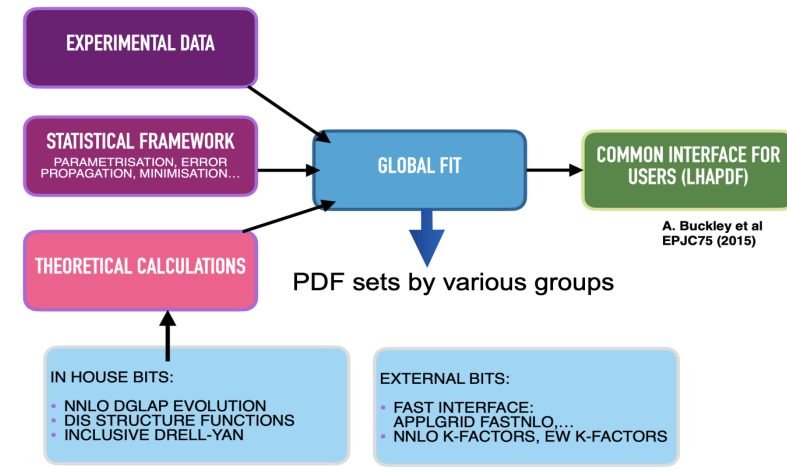 EXPERIMENTAL DATA
STATISTICAL FRAMEWORK
PARAMETRISATION, ERROR
PROPAGATION, MINIMISATION...
THEORETICAL CALCULATIONS
GLOBAL FIT
COMMON INTERFACE FOR
USERS (LHAPDF)
A. Buckley et al
EPJC75 (2015)
PDF sets by various groups
IN HOUSE BITS:
• NNLO DGLAP EVOLUTION
• DIS STRUCTURE FUNCTIONS
• INCLUSIVE DRELL-YAN
EXTERNAL BITS:
• FAST INTERFACE:
APPLGRID FASTNLO,...
• NNLO K-FACTORS, EW K-FACTORS